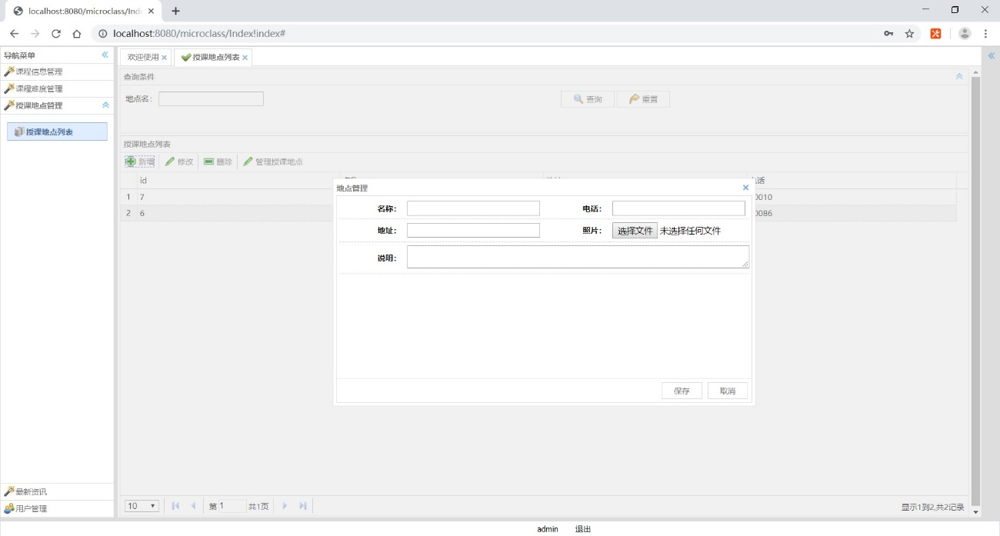 localhost:8080/microclass/Inde
localhost:8080/microclass/Index!index#
导航菜单
课程信息管理
课程难度管理
授课地点管理
授课地点列表
最新资讯
用户管理
欢迎使用 授课地点列表
查询条件
地点名： 查询 重置
授课地点列表
新增 修改 删除 管理授课地点
id
1 7 0010
2 6 0086
地点管理
名称： 电话：
地址： 照片： 选择文件 未选择任何文件
说明：
保存 取消
10 第 1 共1页 显示1到2,共2记录
admin 退出